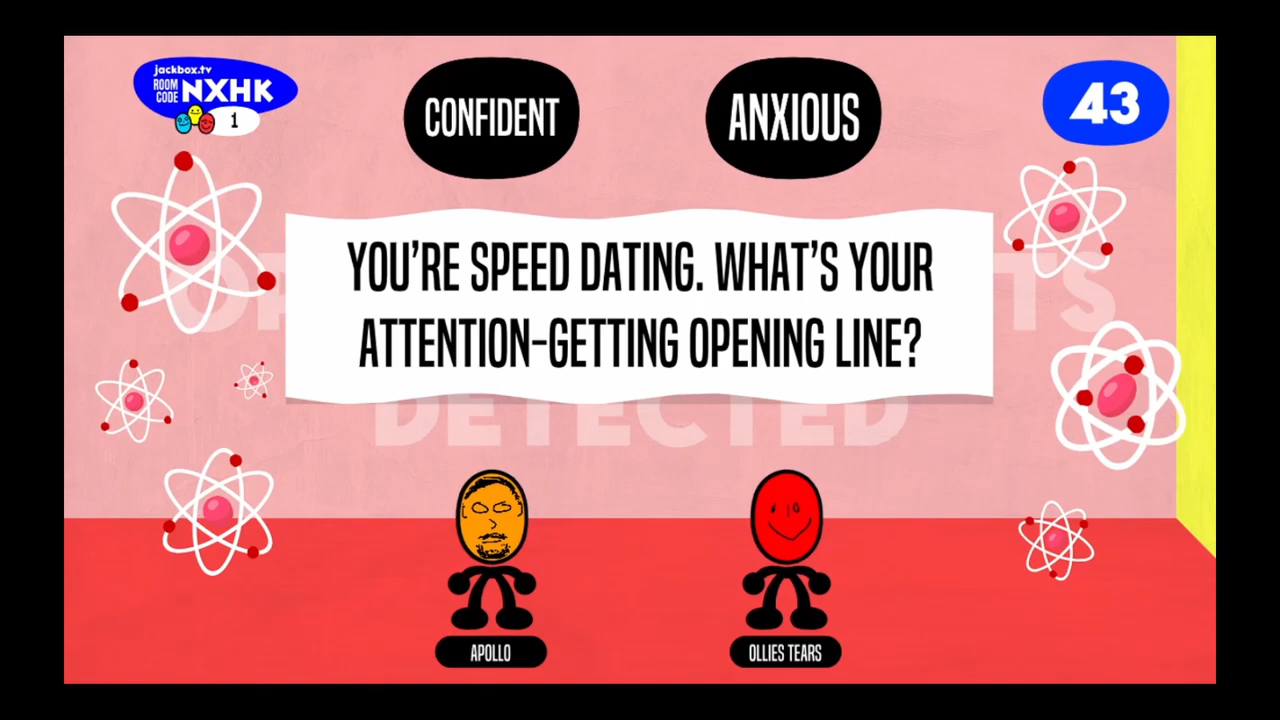 jackbox.tv
ROOM CODE NXHK
1
CONFIDENT
ANXIOUS
43
YOU'RE SPEED DATING. WHAT'S YOUR
ATTENTION-GETTING OPENING LINE?
DETECTED
APOLLO
OLLIES TEARS